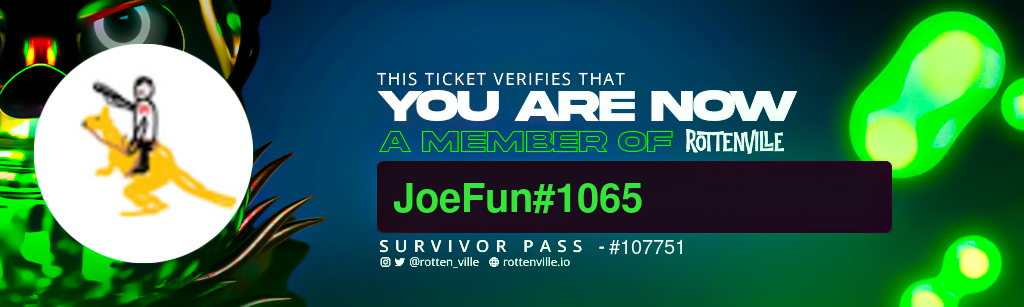 THIS TICKET VERIFIES THAT
YOU ARE NOW
A MEMBER OF ROTTENVILLE
JoeFun#1065
SURVIVOR PASS - #107751
@rotten_ville rottenville.io